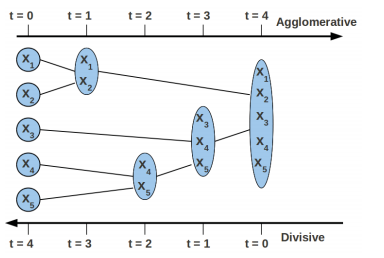 t = 0 t = 1 t = 2 t = 3 t = 4
Agglomerative
x1
x2
x3
x4
x5
x1
x2
x4
x5
x3
x4
x5
x1
x2
x3
x4
x5
Divisive
t = 4 t = 3 t = 2 t = 1 t = 0